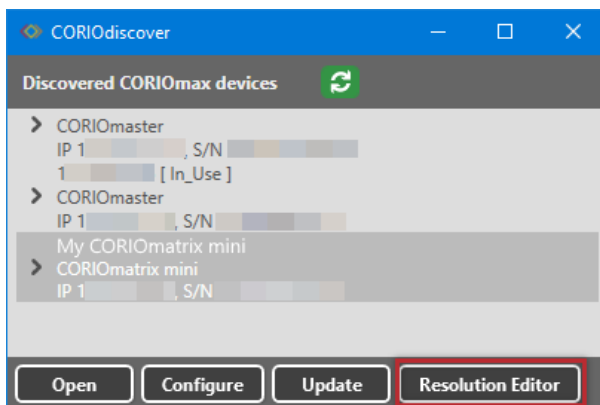 CORIOdiscover
Discovered CORIOmax devices
CORIOmaster
IP 1 , S/N
1 [ In_Use ]
CORIOmaster
IP 1 , S/N
My CORIOmatrix mini
CORIOmatrix mini
IP 1 , S/N
Open Configure Update Resolution Editor